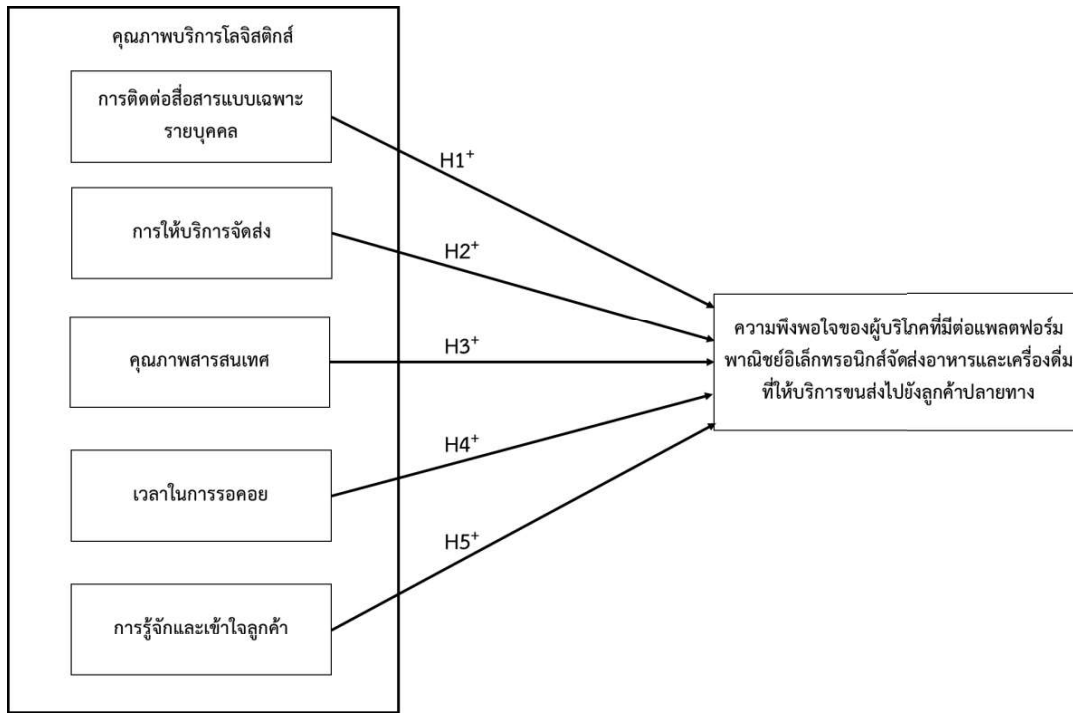 คุณภาพบริการโลจิสติกส์
การติดต่อสื่อสารแบบเฉพาะ
รายบุคคล
H1+
การให้บริการจัดส่ง
H2+
คุณภาพสารสนเทศ
H3+
เวลาในการรอคอย
H4+
การรู้จักและเข้าใจลูกค้า
H5+
ความพึงพอใจของผู้บริโภคที่มีต่อแพลตฟอร์ม
พาณิชย์อิเล็กทรอนิกส์จัดส่งอาหารและเครื่องดื่ม
ที่ให้บริการขนส่งไปยังลูกค้าปลายทาง